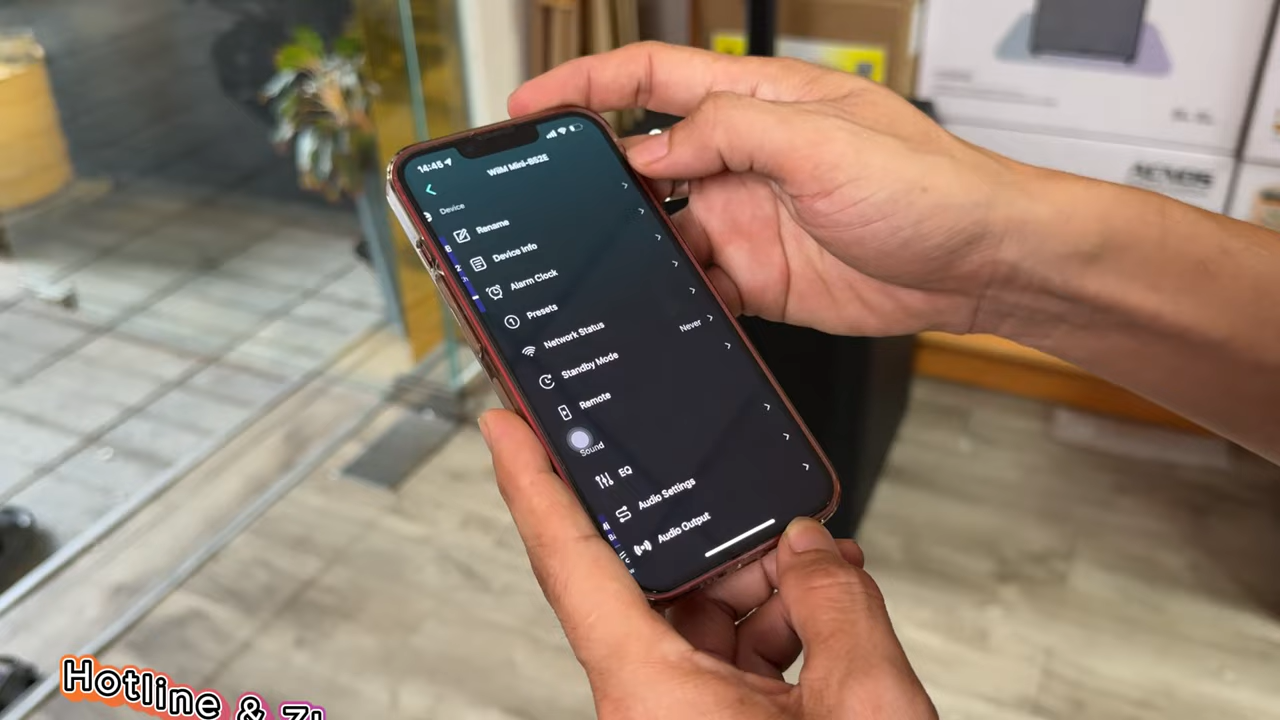 14:45
WiiM Mini-B52E
Device
Rename
Device Info
Alarm Clock
Presets
Network Status
Standby Mode
Never
Remote
Sound
EQ
Audio Settings
Audio Output
Hotline &